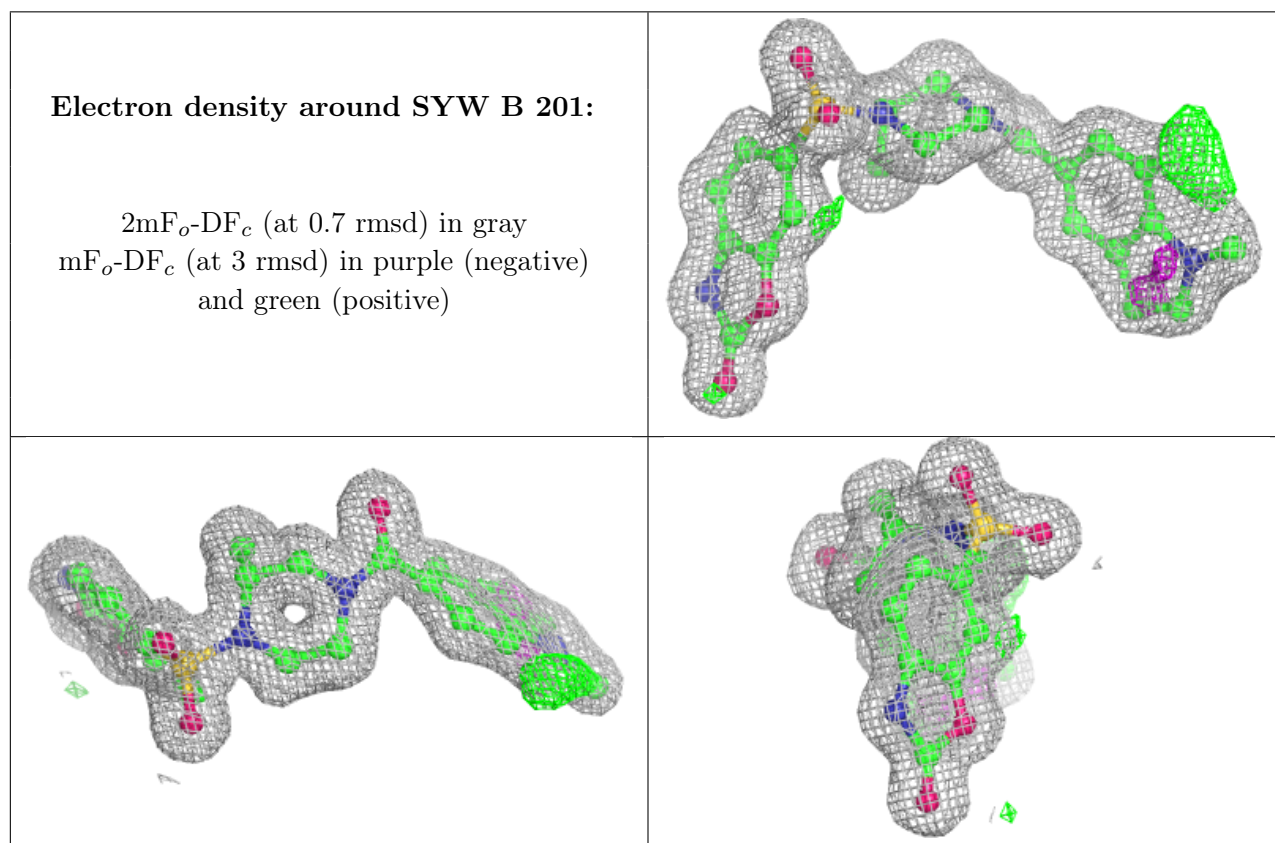 Electron density around SYW B 201:
2mFo-DFc (at 0.7 rmsd) in gray
mFo-DFc (at 3 rmsd) in purple (negative)
and green (positive)